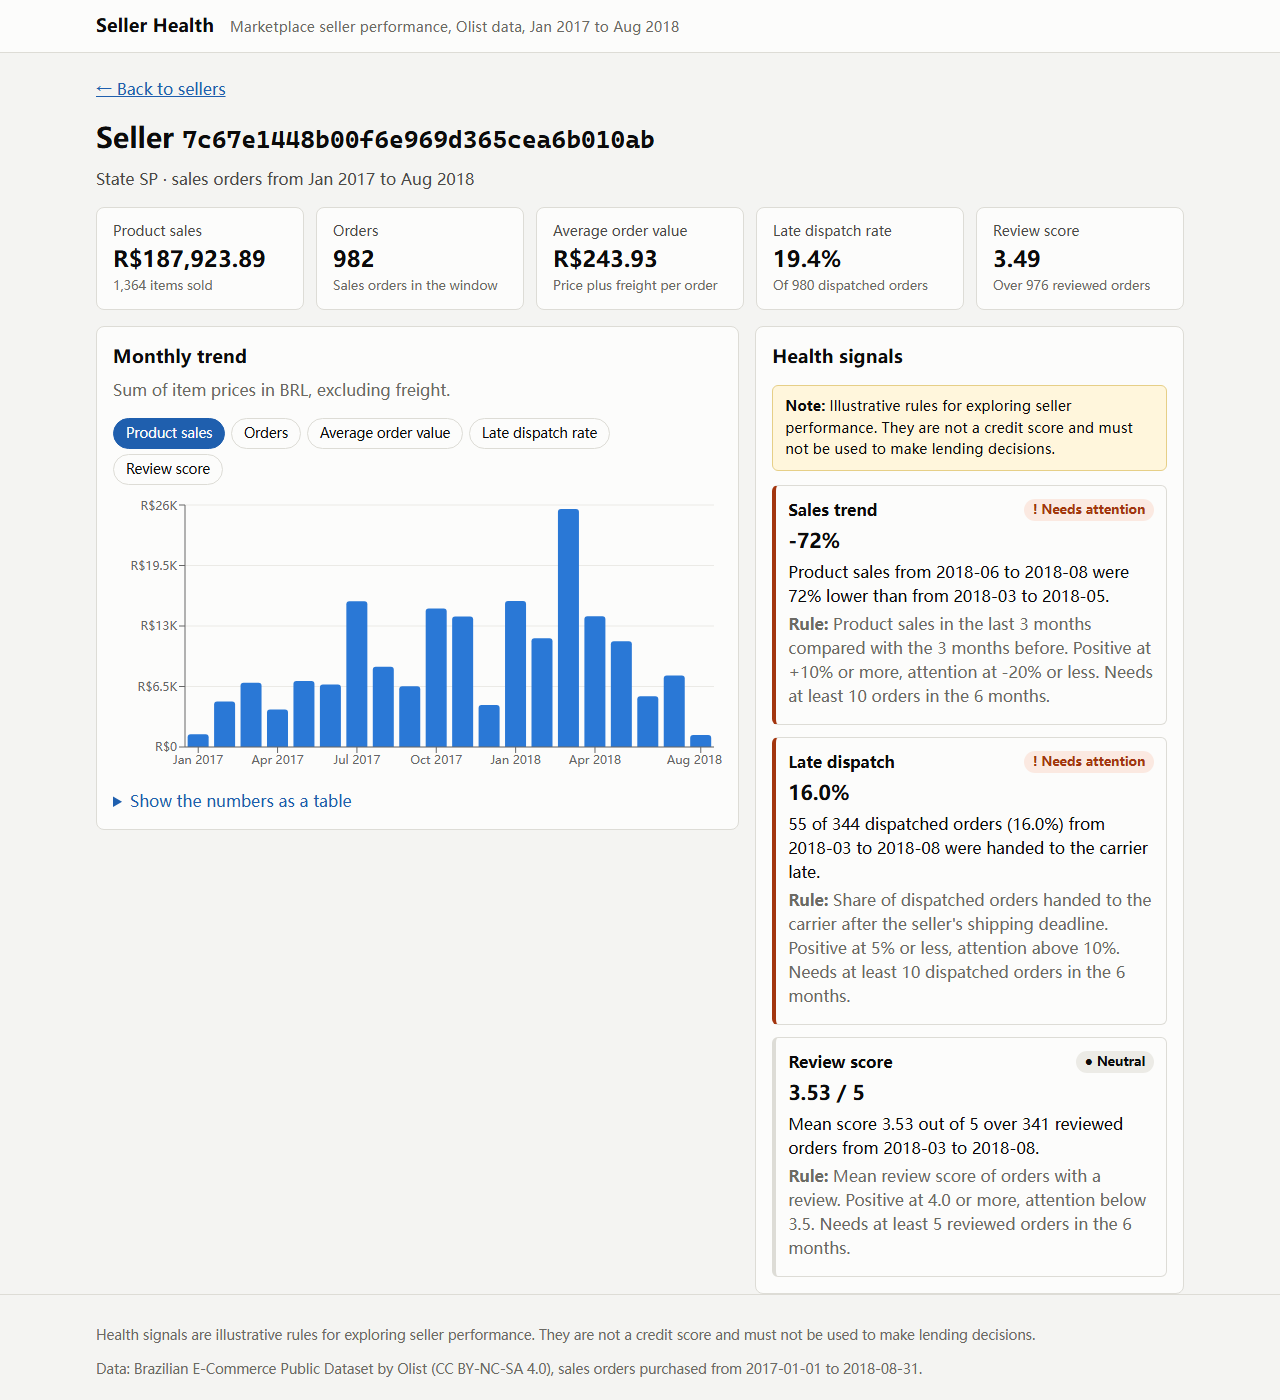 Seller Health Marketplace seller performance, Olist data, Jan 2017 to Aug 2018
← Back to sellers
Seller 7c67e1448b00f6e969d365cea6b010ab
State SP · sales orders from Jan 2017 to Aug 2018
Product sales
R$187,923.89
1,364 items sold
Orders
982
Sales orders in the window
Average order value
R$243.93
Price plus freight per order
Late dispatch rate
19.4%
Of 980 dispatched orders
Review score
3.49
Over 976 reviewed orders
Monthly trend
Sum of item prices in BRL, excluding freight.
Product sales Orders Average order value Late dispatch rate
Review score
R$26K
R$19.5K
R$13K
R$6.5K
R$0
Jan 2017 Apr 2017 Jul 2017 Oct 2017 Jan 2018 Apr 2018 Aug 2018
▶ Show the numbers as a table
Health signals
Note: Illustrative rules for exploring seller
performance. They are not a credit score and must
not be used to make lending decisions.
Sales trend ! Needs attention
-72%
Product sales from 2018-06 to 2018-08 were
72% lower than from 2018-03 to 2018-05.
Rule: Product sales in the last 3 months
compared with the 3 months before. Positive at
+10% or more, attention at -20% or less. Needs
at least 10 orders in the 6 months.
Late dispatch ! Needs attention
16.0%
55 of 344 dispatched orders (16.0%) from
2018-03 to 2018-08 were handed to the carrier
late.
Rule: Share of dispatched orders handed to the
carrier after the seller's shipping deadline.
Positive at 5% or less, attention above 10%.
Needs at least 10 dispatched orders in the 6
months.
Review score ● Neutral
3.53 / 5
Mean score 3.53 out of 5 over 341 reviewed
orders from 2018-03 to 2018-08.
Rule: Mean review score of orders with a
review. Positive at 4.0 or more, attention below
3.5. Needs at least 5 reviewed orders in the 6
months.
Health signals are illustrative rules for exploring seller performance. They are not a credit score and must not be used to make lending decisions.
Data: Brazilian E-Commerce Public Dataset by Olist (CC BY-NC-SA 4.0), sales orders purchased from 2017-01-01 to 2018-08-31.